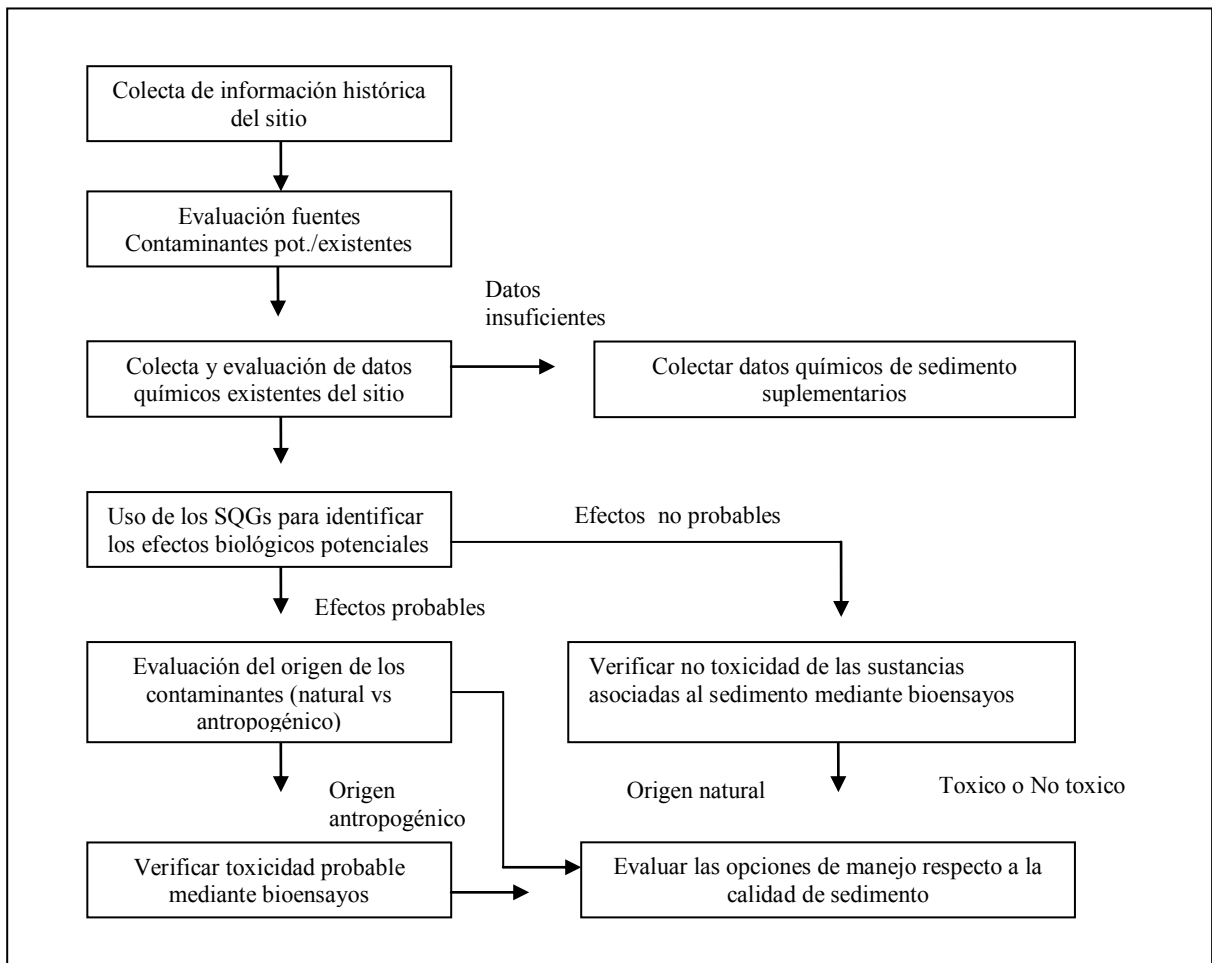 Colecta de información histórica
del sitio
Evaluación fuentes
Contaminantes pot./existentes
Datos
insuficientes
Colecta y evaluación de datos
químicos existentes del sitio
Colectar datos químicos de sedimento
suplementarios
Uso de los SQGs para identificar
los efectos biológicos potenciales
Efectos no probables
Efectos probables
Evaluación del origen de los
contaminantes (natural vs
antropogénico)
Verificar no toxicidad de las sustancias
asociadas al sedimento mediante bioensayos
Origen
antropogénico
Origen natural
Toxico o No toxico
Verificar toxicidad probable
mediante bioensayos
Evaluar las opciones de manejo respecto a la
calidad de sedimento